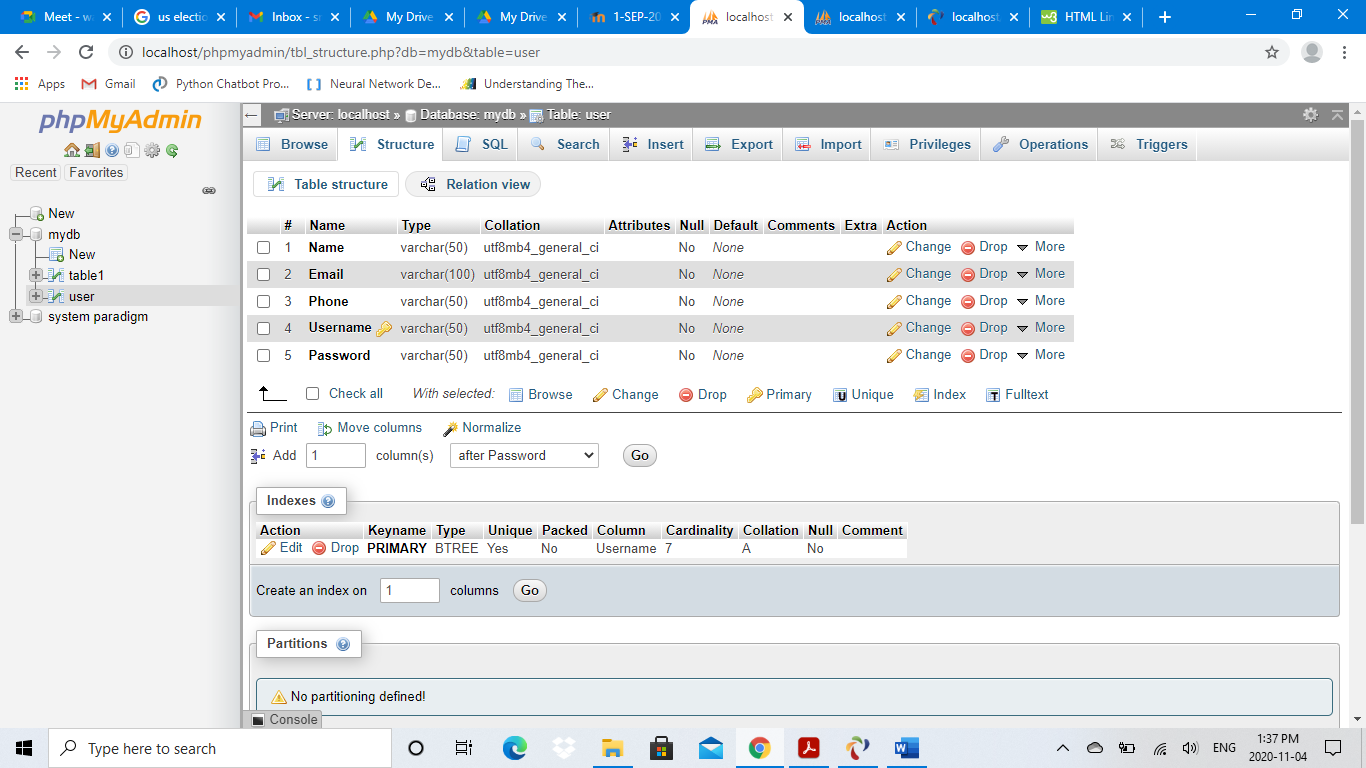 Meet - w
us electio
Inbox - s
My Drive
My Drive
1-SEP-20
localhost
localhost
localhost
HTML Lin
localhost/phpmyadmin/tbl_structure.php?db=mydb&table=user
Apps
Gmail
Python Chatbot Pro...
Neural Network De...
Understanding The...
phpMyAdmin
Recent
Favorites
New
mydb
New
table1
user
system paradigm
Server: localhost » Database: mydb » Table: user
Browse Structure SQL Search Insert Export Import Privileges Operations Triggers
Table structure Relation view
# Name Type Collation Attributes Null Default Comments Extra Action
1 Name varchar(50) utf8mb4_general_ci No None Change Drop More
2 Email varchar(100) utf8mb4_general_ci No None Change Drop More
3 Phone varchar(50) utf8mb4_general_ci No None Change Drop More
4 Username varchar(50) utf8mb4_general_ci No None Change Drop More
5 Password varchar(50) utf8mb4_general_ci No None Change Drop More
Check all With selected: Browse Change Drop Primary Unique Index Fulltext
Print Move columns Normalize
Add 1 column(s) after Password Go
Indexes
Action Keyname Type Unique Packed Column Cardinality Collation Null Comment
Edit Drop PRIMARY BTREE Yes No Username 7 A No
Create an index on 1 columns Go
Partitions
No partitioning defined!
Console
Type here to search
ENG
1:37 PM
2020-11-04